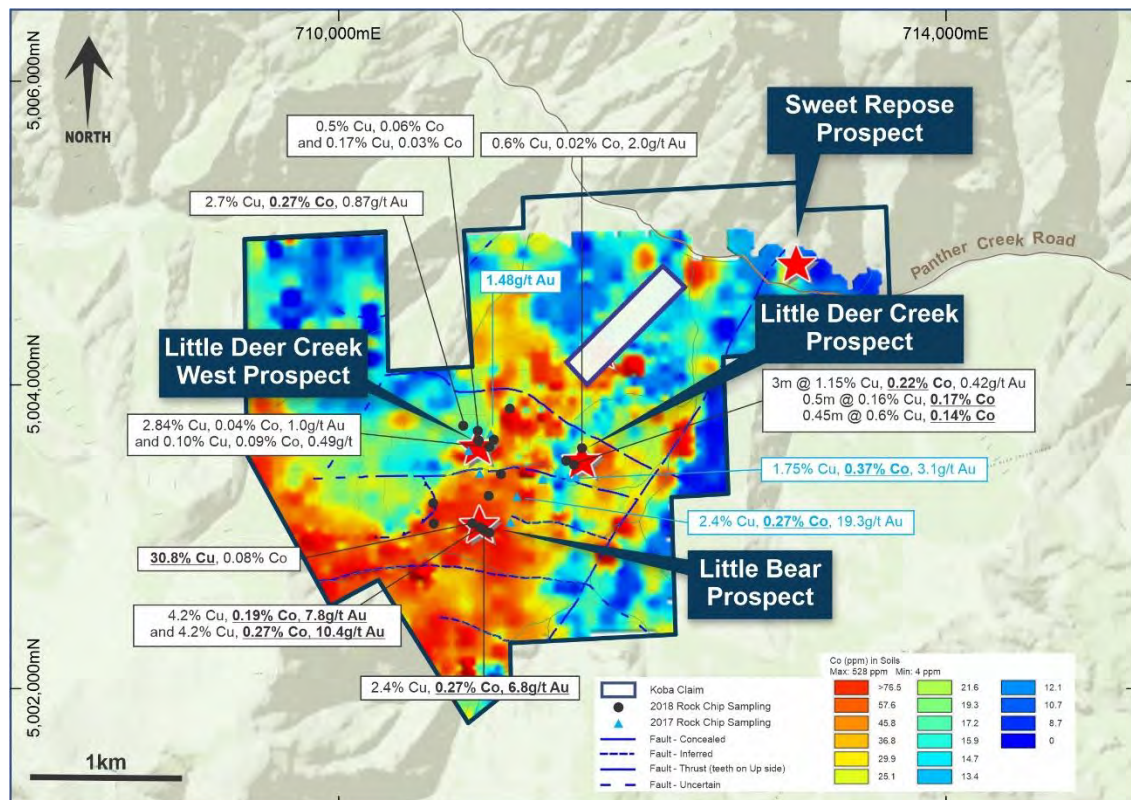 710,000mE
714,000mE
5,006,000mN
5,004,000mN
5,002,000mN
NORTH
Sweet Repose
Prospect
0.5% Cu, 0.06% Co
and 0.17% Cu, 0.03% Co
0.6% Cu, 0.02% Co, 2.0g/t Au
2.7% Cu, 0.27% Co, 0.87g/t Au
Panther Creek Road
1.48g/t Au
Little Deer Creek
West Prospect
Little Deer Creek
Prospect
3m @ 1.15% Cu, 0.22% Co, 0.42g/t Au
0.5m @ 0.16% Cu, 0.17% Co
0.45m @ 0.6% Cu, 0.14% Co
2.84% Cu, 0.04% Co, 1.0g/t Au
and 0.10% Cu, 0.09% Co, 0.49g/t
1.75% Cu, 0.37% Co, 3.1g/t Au
2.4% Cu, 0.27% Co, 19.3g/t Au
30.8% Cu, 0.08% Co
Little Bear
Prospect
4.2% Cu, 0.19% Co, 7.8g/t Au
and 4.2% Cu, 0.27% Co, 10.4g/t Au
2.4% Cu, 0.27% Co, 6.8g/t Au
1km
Koba Claim
2018 Rock Chip Sampling
2017 Rock Chip Sampling
Fault - Concealed
Fault - Inferred
Fault - Thrust (teeth on Up side)
Fault - Uncertain
Co (ppm) in Soils
Max: 528 ppm Min: 4 ppm
>76.5
57.6
45.8
36.8
29.9
25.1
21.6
19.3
17.2
15.9
14.7
13.4
12.1
10.7
8.7
0